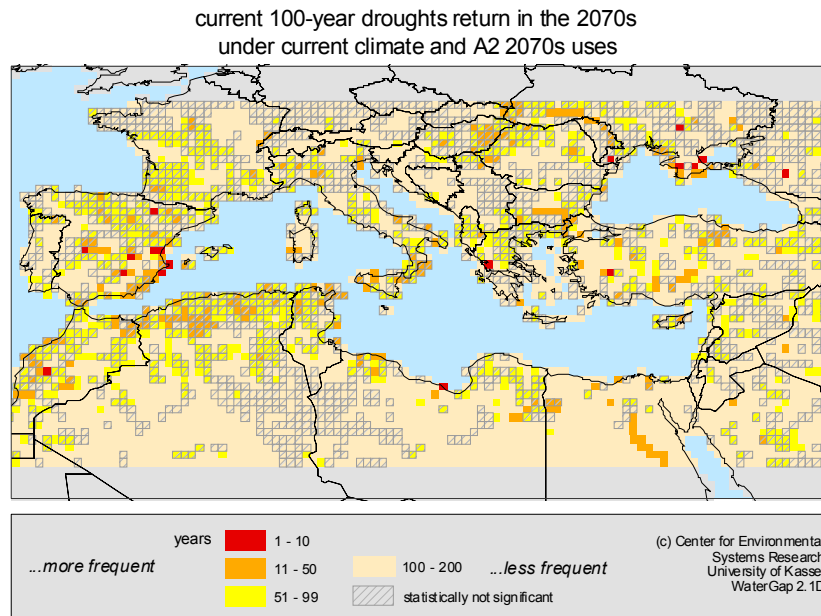 current 100-year droughts return in the 2070s
under current climate and A2 2070s uses
years
1 - 10
11 - 50
51 - 99
...more frequent
100 - 200
...less frequent
statistically not significant
(c) Center for Environmenta
Systems Research
University of Kasse
WaterGap 2.1D